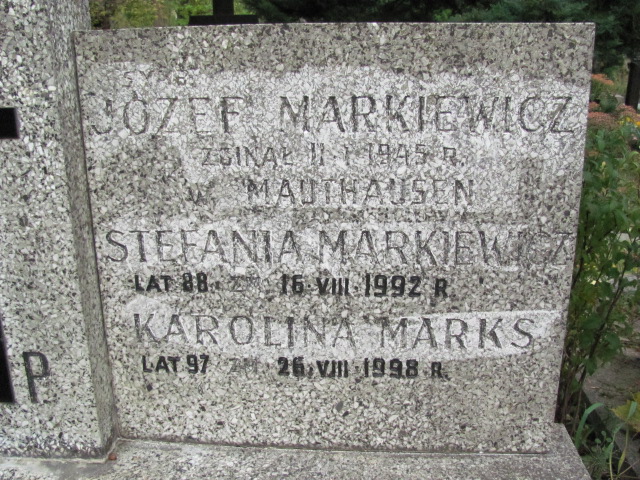 JÓZEF MARKIEWICZ
ZGINĄŁ 11 I 1945 R.
W MAUTHAUSEN
STEFANIA MARKIEWICZ
LAT 88. ZM. 16 VIII 1992 R.
KAROLINA MARKS
LAT 97 ZM. 26 VIII 1998 R.
P.